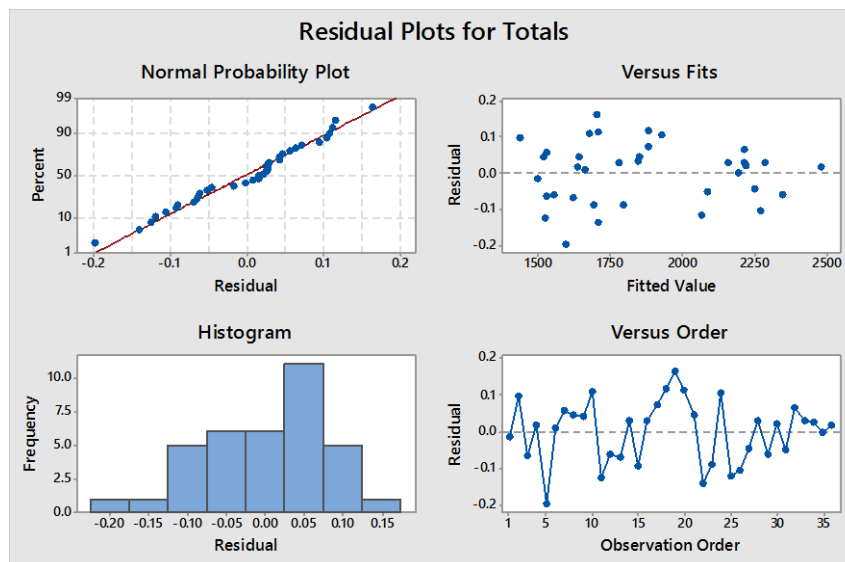 Residual Plots for Totals
Normal Probability Plot
99
90
50
10
1
Percent
-0.2 -0.1 0.0 0.1 0.2
Residual
Versus Fits
0.2
0.1
0.0
-0.1
-0.2
Residual
1500 1750 2000 2250 2500
Fitted Value
Histogram
10.0
7.5
5.0
2.5
0.0
Frequency
-0.20 -0.15 -0.10 -0.05 0.00 0.05 0.10 0.15
Residual
Versus Order
0.2
0.1
0.0
-0.1
-0.2
Residual
1 5 10 15 20 25 30 35
Observation Order